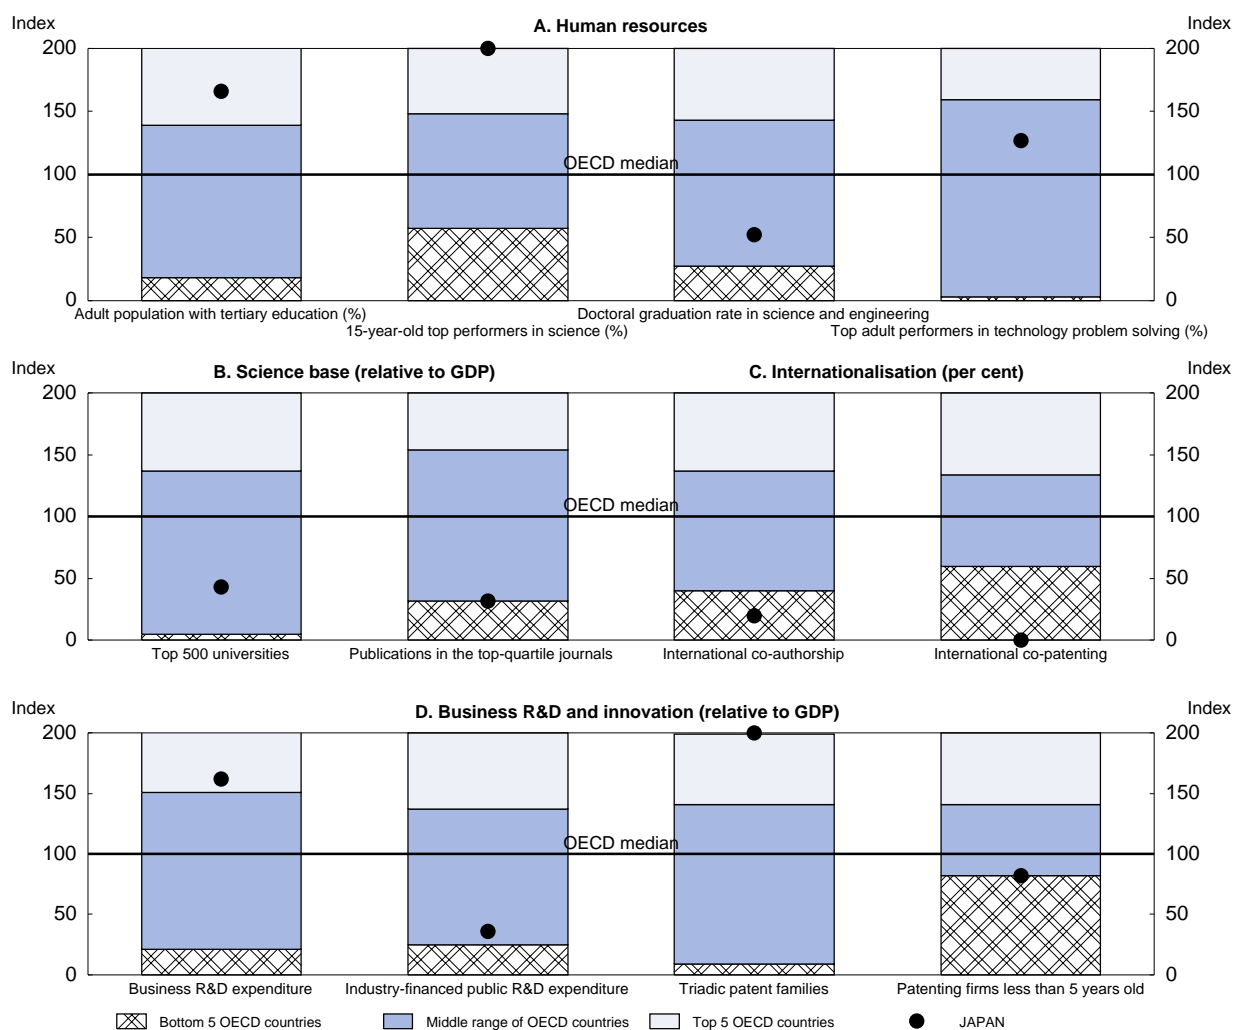 Index
A. Human resources
Index
200
200
150
150
OECD median
100
100
50
50
0
0
Adult population with tertiary education (%)
Doctoral graduation rate in science and engineering
15-year-old top performers in science (%)
Top adult performers in technology problem solving (%)
Index
B. Science base (relative to GDP)
C. Internationalisation (per cent)
Index
200
200
150
150
OECD median
100
100
50
50
0
0
Top 500 universities
Publications in the top-quartile journals
International co-authorship
International co-patenting
Index
D. Business R&D and innovation (relative to GDP)
Index
200
200
150
150
OECD median
100
100
50
50
0
0
Business R&D expenditure
Industry-financed public R&D expenditure
Triadic patent families
Patenting firms less than 5 years old
Bottom 5 OECD countries
Middle range of OECD countries
Top 5 OECD countries
JAPAN